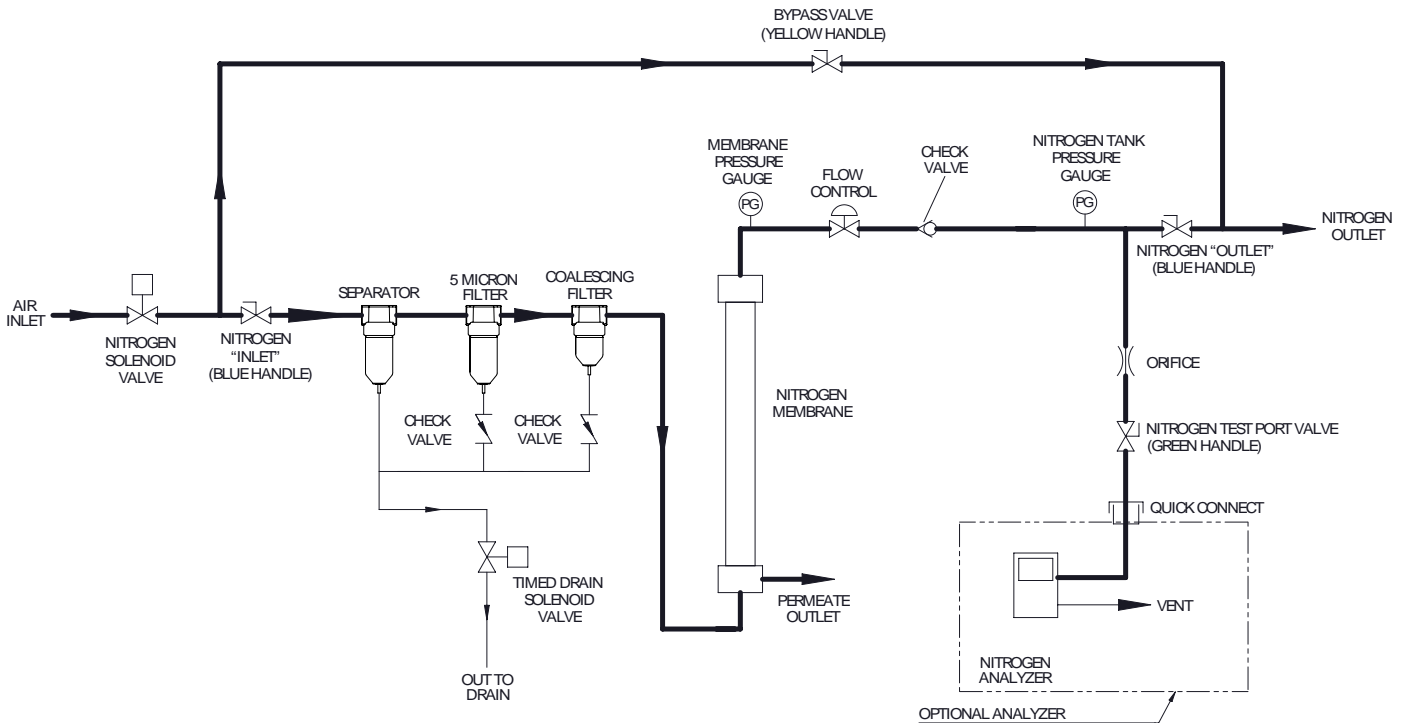 BYPASS VALVE
(YELLOW HANDLE)
MEMBRANE
PRESSURE
GAUGE
PG
FLOW
CONTROL
CHECK
VALVE
NITROGEN TANK
PRESSURE
GAUGE
PG
NITROGEN
OUTLET
NITROGEN “OUTLET”
(BLUE HANDLE)
AIR
INLET
NITROGEN
SOLENOID
VALVE
NITROGEN
“INLET”
(BLUE HANDLE)
SEPARATOR
5 MICRON
FILTER
COALESCING
FILTER
CHECK
VALVE
CHECK
VALVE
NITROGEN
MEMBRANE
ORIFICE
NITROGEN TEST PORT VALVE
(GREEN HANDLE)
QUICK CONNECT
TIMED DRAIN
SOLENOID
VALVE
OUT TO
DRAIN
PERMEATE
OUTLET
VENT
NITROGEN
ANALYZER
OPTIONAL ANALYZER